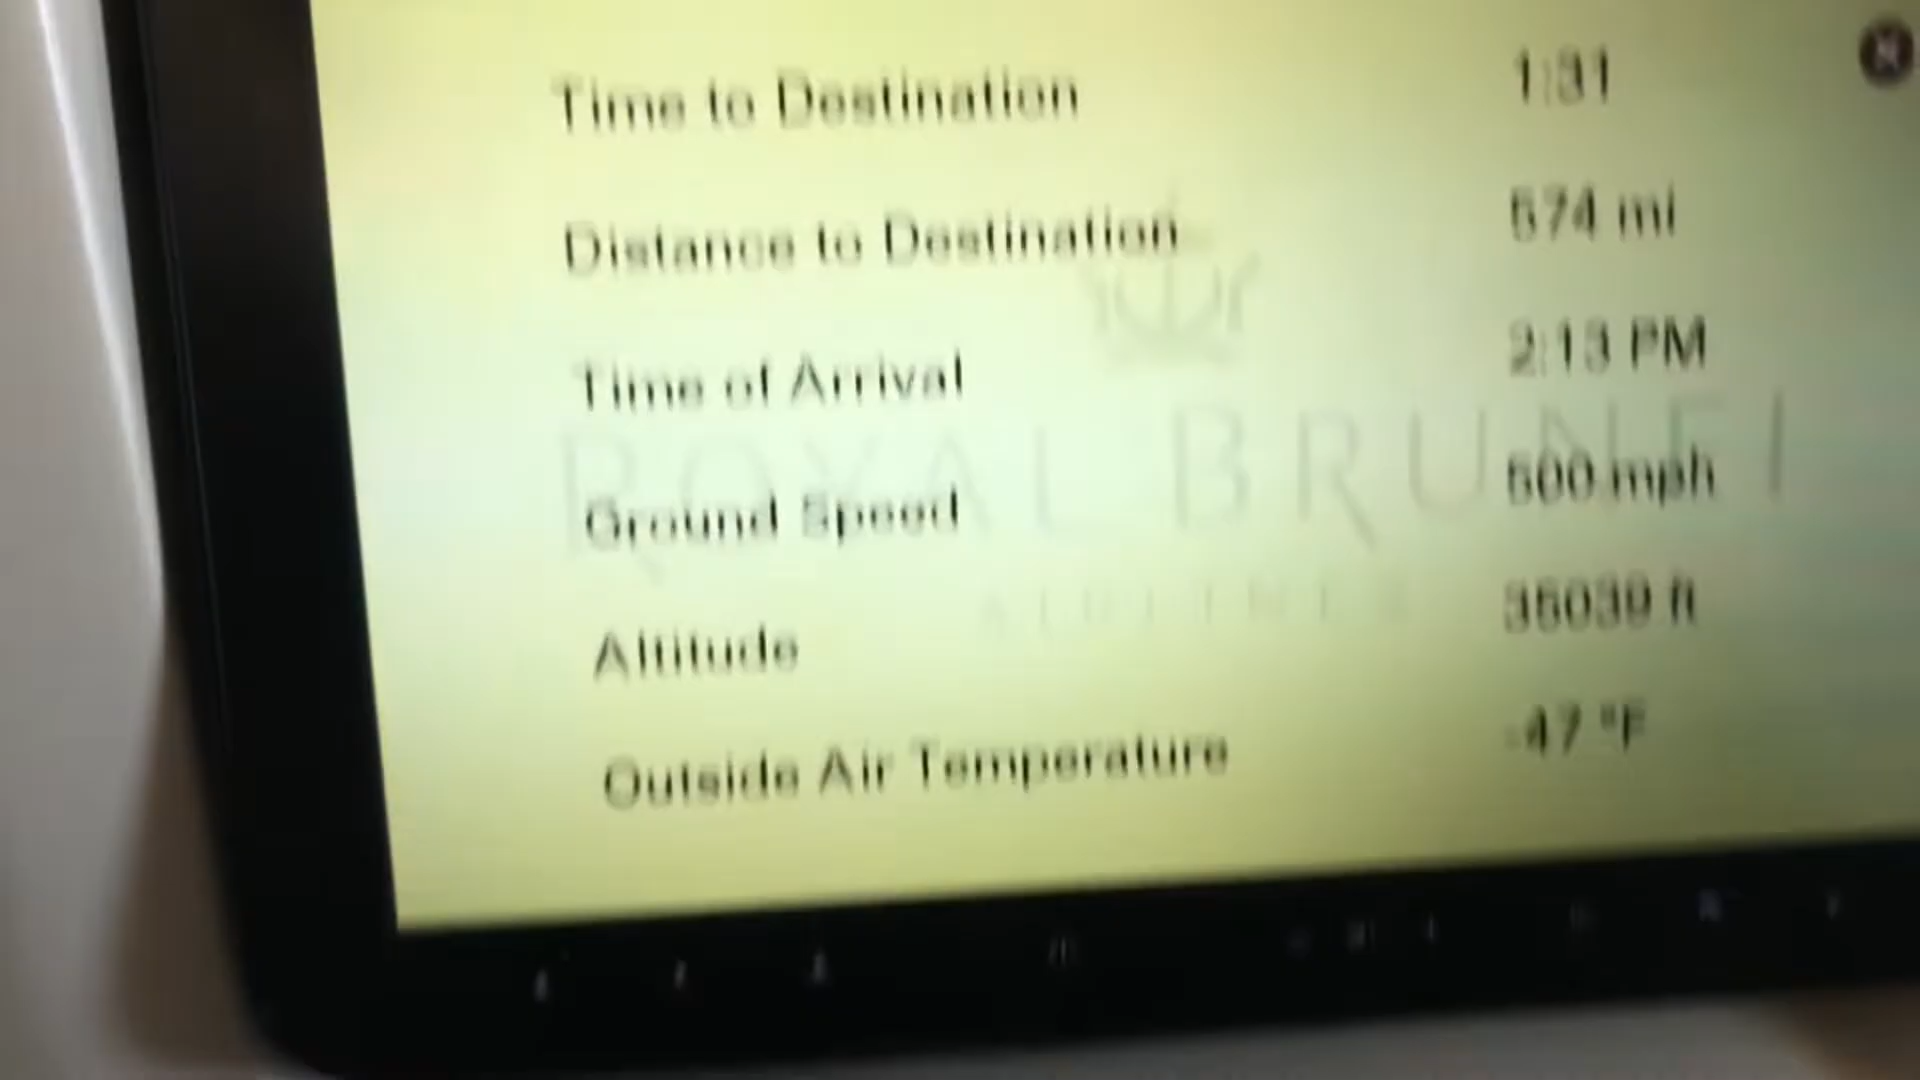 Time to Destination 1:31
Distance to Destination 574 mi
Time of Arrival 2:13 PM
ROYAL BRUNEI
Ground Speed 500 mph
AIRLINES
Altitude 35039 ft
Outside Air Temperature -47 °F